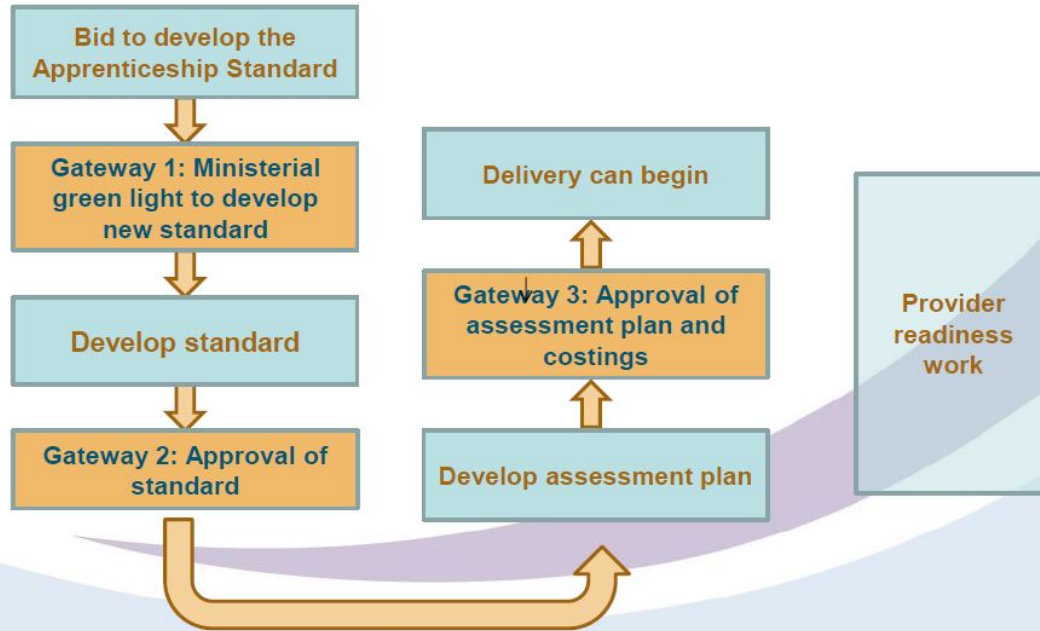 Bid to develop the
Apprenticeship Standard
Gateway 1: Ministerial
green light to develop
new standard
Develop standard
Gateway 2: Approval of
standard
Develop assessment plan
Gateway 3: Approval of
assessment plan and
costings
Delivery can begin
Provider
readiness
work